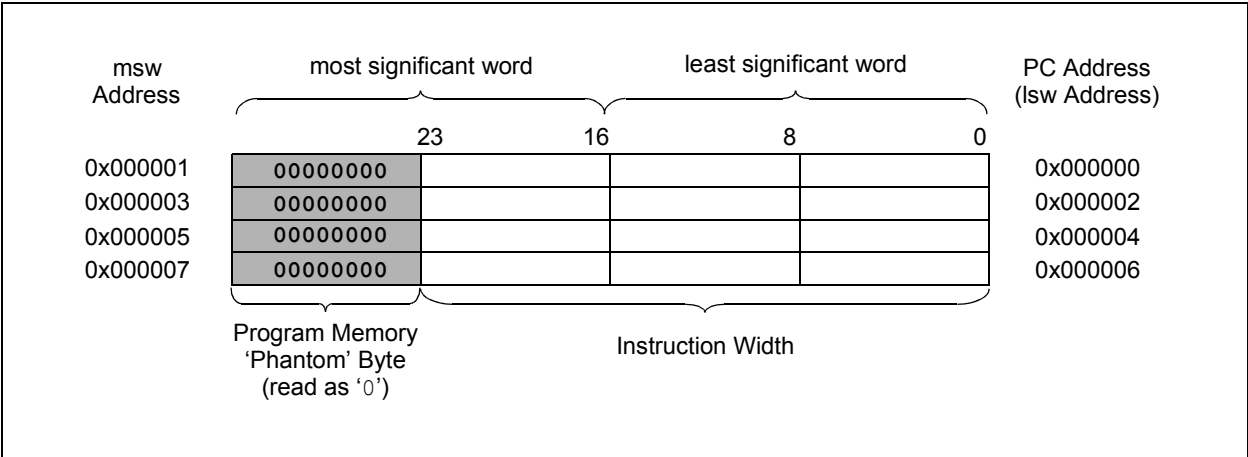 msw
Address
most significant word
least significant word
PC Address
(lsw Address)
23 16 8 0
0x000001 00000000 0x000000
0x000003 00000000 0x000002
0x000005 00000000 0x000004
0x000007 00000000 0x000006
Program Memory
‘Phantom’ Byte
(read as ‘0’)
Instruction Width